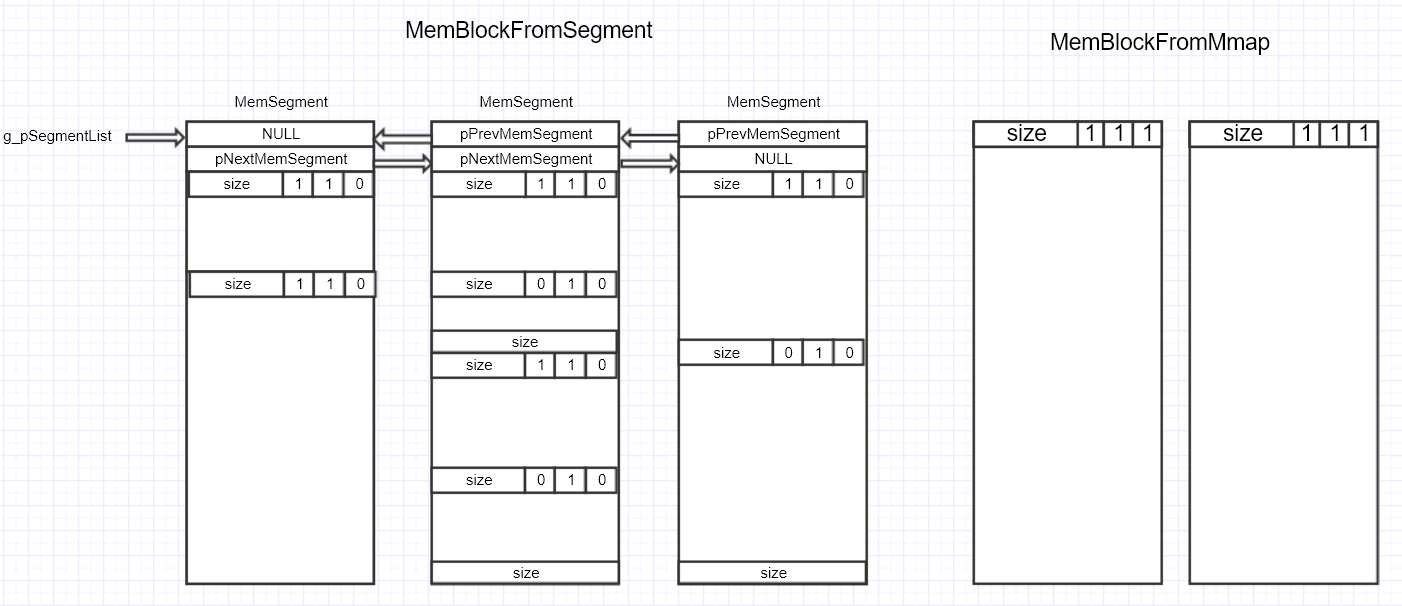 MemBlockFromSegment
MemBlockFromMmap
MemSegment MemSegment MemSegment
g_pSegmentList NULL pPrevMemSegment pPrevMemSegment size 1 1 1 size 1 1 1
pNextMemSegment pNextMemSegment NULL
size 1 1 0 size 1 1 0 size 1 1 0
size 1 1 0 size 0 1 0
size
size 1 1 0 size 0 1 0
size 0 1 0
size size